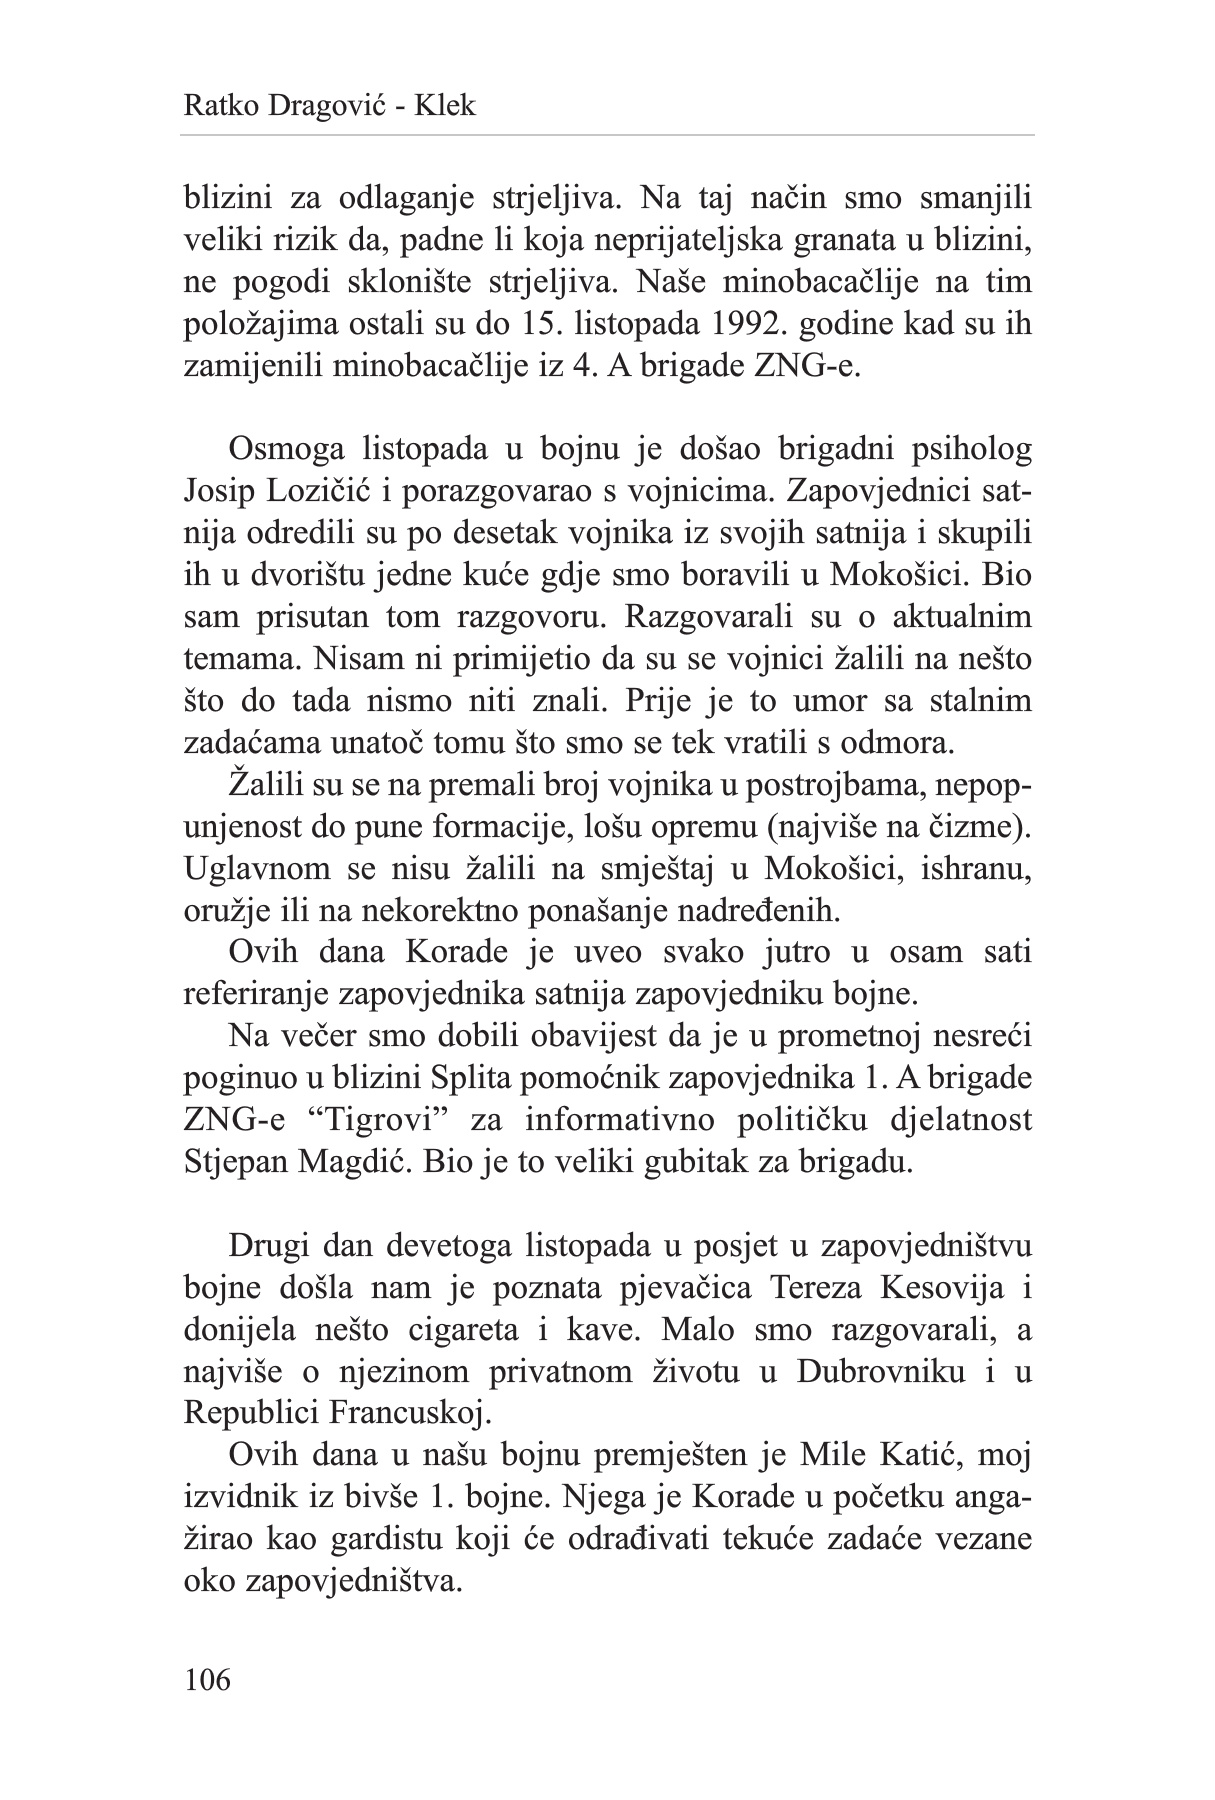 Ratko Dragović - Klek
blizini za odlaganje strjeljiva. Na taj način smo smanjili
veliki rizik da, padne li koja neprijateljska granata u blizini,
ne pogodi sklonište strjeljiva. Naše minobacačlije na tim
položajima ostali su do 15. listopada 1992. godine kad su ih
zamijenili minobacačlije iz 4. A brigade ZNG-e.
Osmoga listopada u bojnu je došao brigadni psiholog
Josip Lozičić i porazgovarao s vojnicima. Zapovjednici sat-
nija odredili su po desetak vojnika iz svojih satnija i skupili
ih u dvorištu jedne kuće gdje smo boravili u Mokošici. Bio
sam prisutan tom razgovoru. Razgovarali su o aktualnim
temama. Nisam ni primijetio da su se vojnici žalili na nešto
što do tada nismo niti znali. Prije je to umor sa stalnim
zadaćama unatoč tomu što smo se tek vratili s odmora.
Žalili su se na premali broj vojnika u postrojbama, nepop-
unjenost do pune formacije, lošu opremu (najviše na čizme).
Uglavnom se nisu žalili na smještaj u Mokošici, ishranu,
oružje ili na nekorektno ponašanje nadređenih.
Ovih dana Korade je uveo svako jutro u osam sati
referiranje zapovjednika satnija zapovjedniku bojne.
Na večer smo dobili obavijest da je u prometnoj nesreći
poginuo u blizini Splita pomoćnik zapovjednika 1. A brigade
ZNG-e “Tigrovi” za informativno političku djelatnost
Stjepan Magdić. Bio je to veliki gubitak za brigadu.
Drugi dan devetoga listopada u posjet u zapovjedništvu
bojne došla nam je poznata pjevačica Tereza Kesovija i
donijela nešto cigareta i kave. Malo smo razgovarali, a
najviše o njezinom privatnom životu u Dubrovniku i u
Republici Francuskoj.
Ovih dana u našu bojnu premješten je Mile Katić, moj
izvidnik iz bivše 1. bojne. Njega je Korade u početku anga-
žirao kao gardistu koji će odrađivati tekuće zadaće vezane
oko zapovjedništva.
106